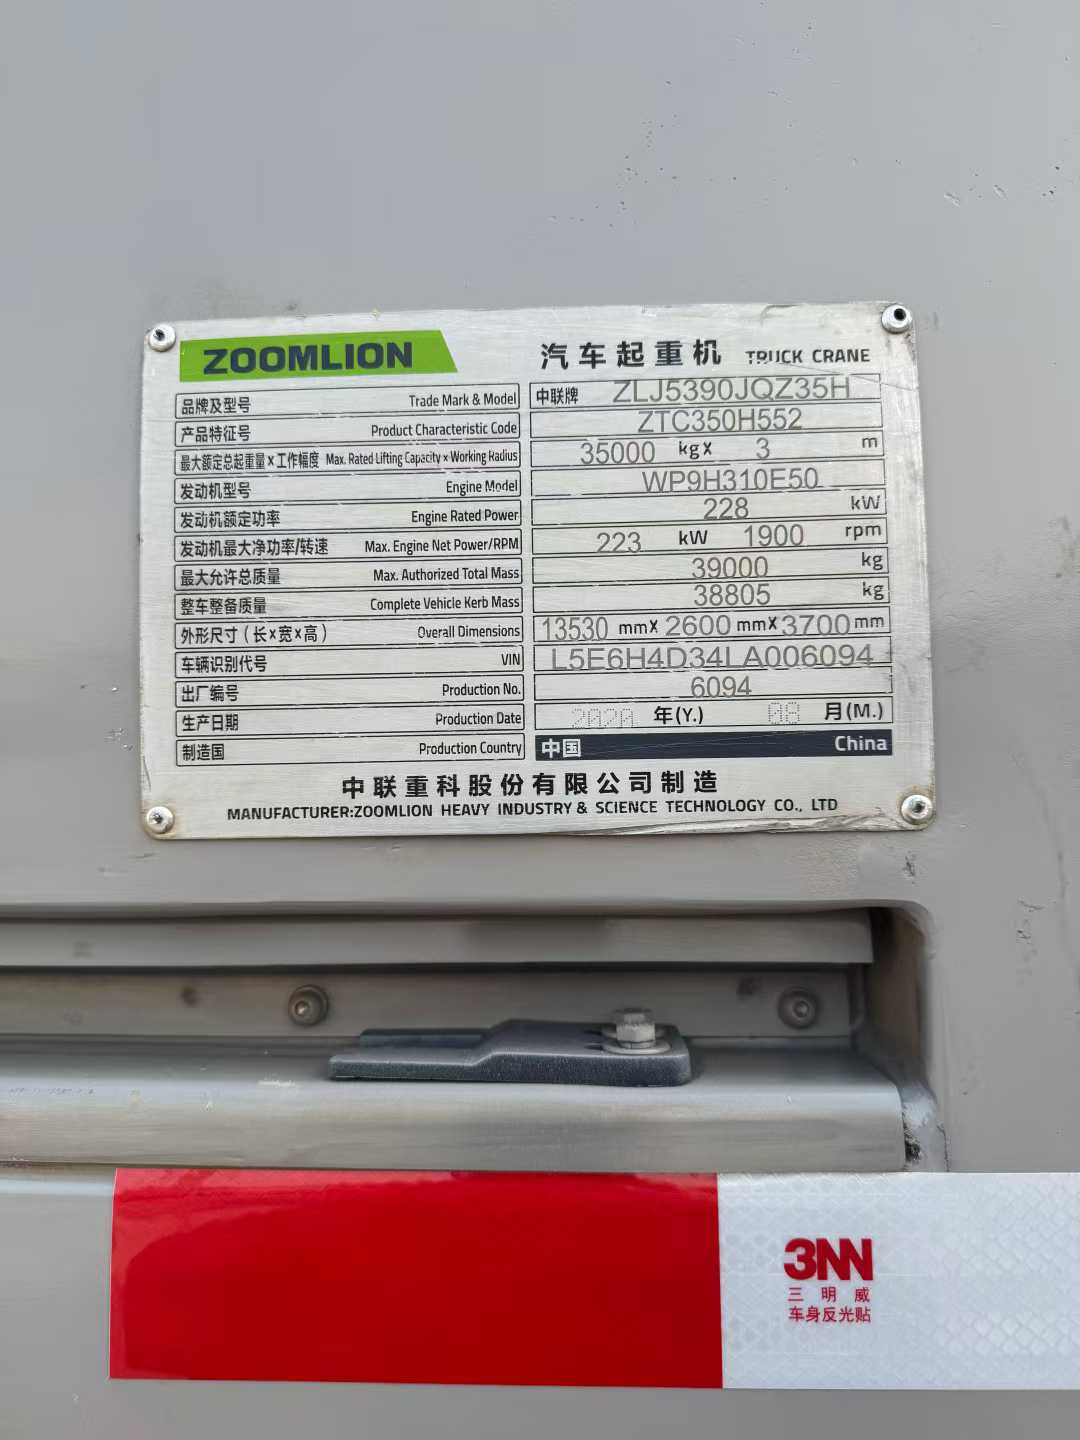 ZOOMLION 汽车起重机 TRUCK CRANE
品牌及型号 Trade Mark & Model 中联牌 ZLJ5390JQZ35H
产品特征号 Product Characteristic Code ZTC350H552
最大额定总起重量×工作幅度 Max. Rated Lifting Capacity × Working Radius 35000 kg× 3 m
发动机型号 Engine Model WP9H310E50
发动机额定功率 Engine Rated Power 228 kW
发动机最大净功率/转速 Max. Engine Net Power/RPM 223 kW 1900 rpm
最大允许总质量 Max. Authorized Total Mass 39000 kg
整车整备质量 Complete Vehicle Kerb Mass 38805 kg
外形尺寸（长×宽×高） Overall Dimensions 13530 mm× 2600 mm× 3700 mm
车辆识别代号 VIN L5E6H4D34LA006094
出厂编号 Production No. 6094
生产日期 Production Date 2020 年(Y.) 08 月(M.)
制造国 Production Country 中国 China
中联重科股份有限公司制造
MANUFACTURER:ZOOMLION HEAVY INDUSTRY & SCIENCE TECHNOLOGY CO., LTD
3NN
三明威
车身反光贴